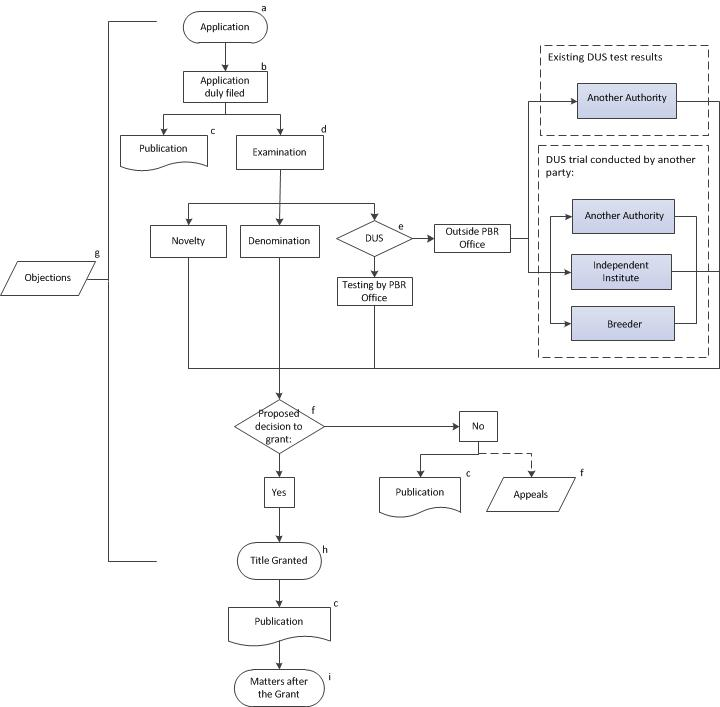 a
Application
b
Application
duly filed
c
Publication
d
Examination
Existing DUS test results
Another Authority
DUS trial conducted by another
party:
Another Authority
Independent
Institute
Breeder
Novelty
Denomination
e
DUS
Outside PBR
Office
Testing by PBR
Office
g
Objections
f
Proposed
decision to
grant:
No
Yes
c
Publication
f
Appeals
h
Title Granted
c
Publication
i
Matters after
the Grant